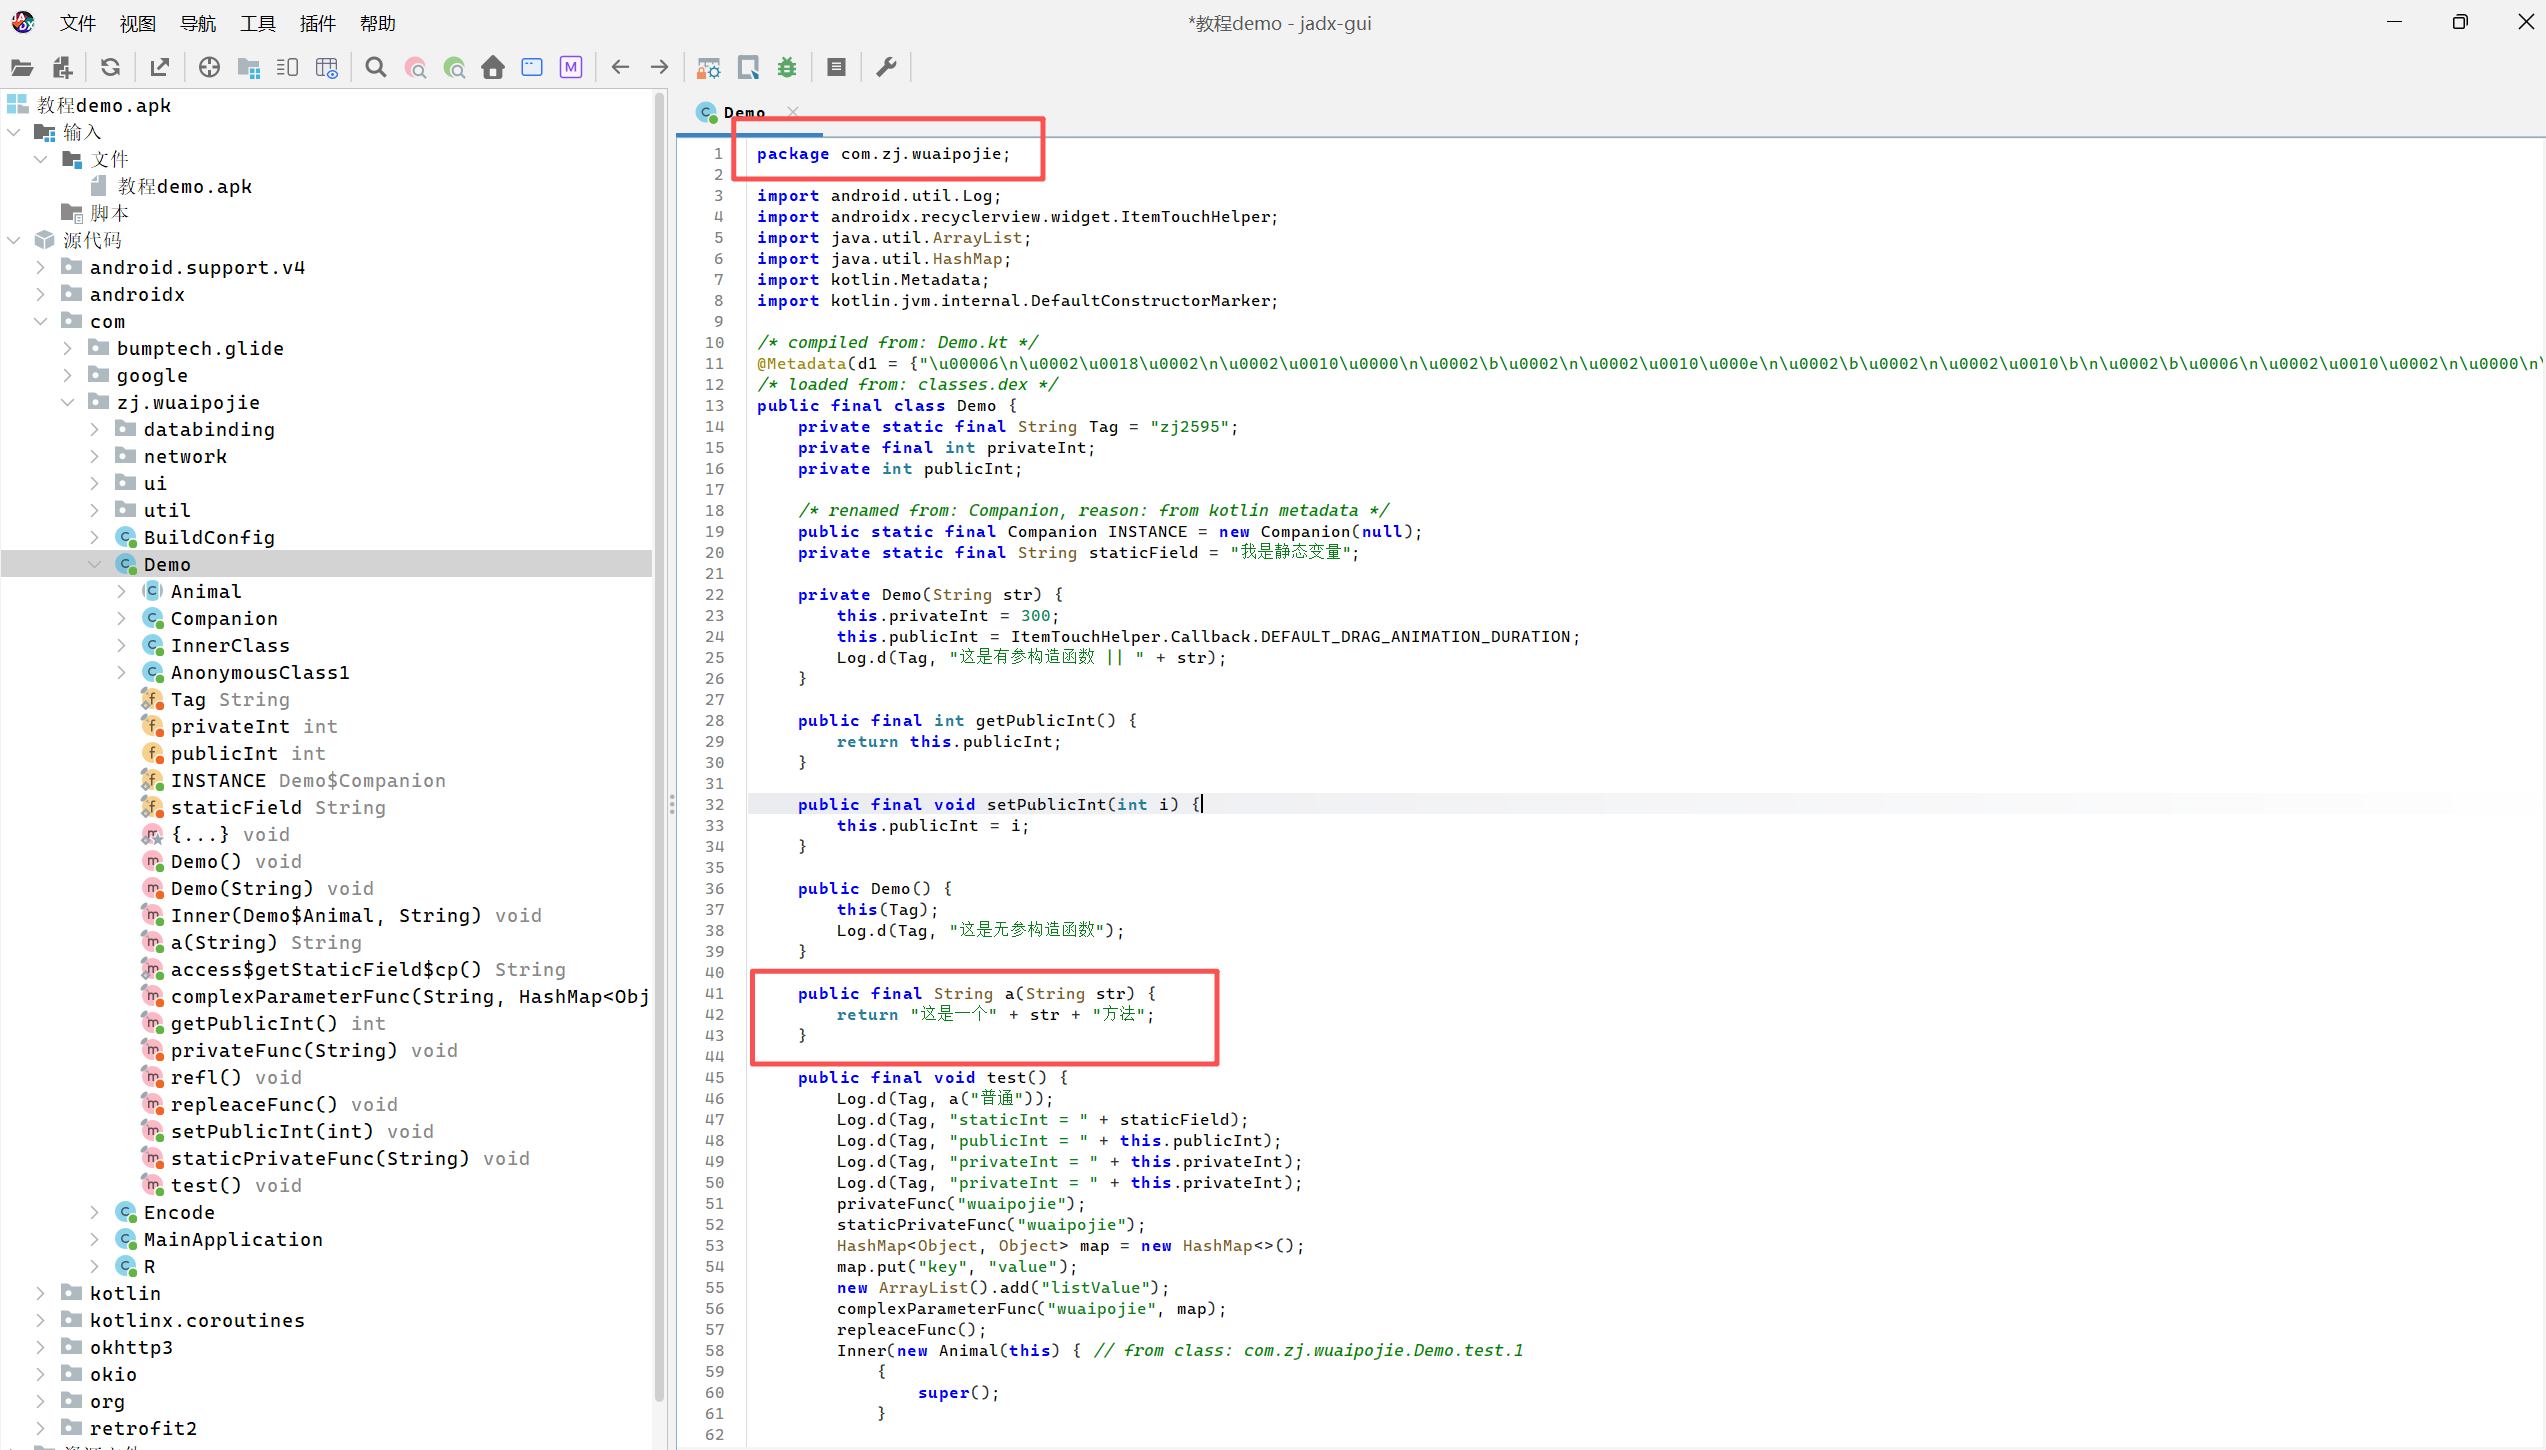 文件 视图 导航 工具 插件 帮助
*教程demo - jadx-gui
教程demo.apk
输入
文件
教程demo.apk
脚本
源代码
android.support.v4
androidx
com
bumptech.glide
google
zj.wuaipojie
databinding
network
ui
util
BuildConfig
Demo
Animal
Companion
InnerClass
AnonymousClass1
Tag String
privateInt int
publicInt int
INSTANCE Demo$Companion
staticField String
{...} void
Demo() void
Demo(String) void
Inner(Demo$Animal, String) void
a(String) String
access$getStaticField$cp() String
complexParameterFunc(String, HashMap<Obj
getPublicInt() int
privateFunc(String) void
refl() void
repleaceFunc() void
setPublicInt(int) void
staticPrivateFunc(String) void
test() void
Encode
MainApplication
R
kotlin
kotlinx.coroutines
okhttp3
okio
org
retrofit2
Demo
1 package com.zj.wuaipojie;
2
3 import android.util.Log;
4 import androidx.recyclerview.widget.ItemTouchHelper;
5 import java.util.ArrayList;
6 import java.util.HashMap;
7 import kotlin.Metadata;
8 import kotlin.jvm.internal.DefaultConstructorMarker;
9
10 /* compiled from: Demo.kt */
11 @Metadata(d1 = {"\u00006\n\u0002\u0018\u0002\n\u0002\u0010\u0000\n\u0002\b\u0002\n\u0002\u0010\u000e\n\u0002\b\u0002\n\u0002\u0010\b\n\u0002\b\u0006\n\u0002\u0010\u0002\n\u0000\n\
12 /* loaded from: classes.dex */
13 public final class Demo {
14 private static final String Tag = "zj2595";
15 private final int privateInt;
16 private int publicInt;
17
18 /* renamed from: Companion, reason: from kotlin metadata */
19 public static final Companion INSTANCE = new Companion(null);
20 private static final String staticField = "我是静态变量";
21
22 private Demo(String str) {
23 this.privateInt = 300;
24 this.publicInt = ItemTouchHelper.Callback.DEFAULT_DRAG_ANIMATION_DURATION;
25 Log.d(Tag, "这是有参构造函数 || " + str);
26 }
27
28 public final int getPublicInt() {
29 return this.publicInt;
30 }
31
32 public final void setPublicInt(int i) {
33 this.publicInt = i;
34 }
35
36 public Demo() {
37 this(Tag);
38 Log.d(Tag, "这是无参构造函数");
39 }
40
41 public final String a(String str) {
42 return "这是一个" + str + "方法";
43 }
44
45 public final void test() {
46 Log.d(Tag, a("普通"));
47 Log.d(Tag, "staticInt = " + staticField);
48 Log.d(Tag, "publicInt = " + this.publicInt);
49 Log.d(Tag, "privateInt = " + this.privateInt);
50 Log.d(Tag, "privateInt = " + this.privateInt);
51 privateFunc("wuaipojie");
52 staticPrivateFunc("wuaipojie");
53 HashMap<Object, Object> map = new HashMap<>();
54 map.put("key", "value");
55 new ArrayList().add("listValue");
56 complexParameterFunc("wuaipojie", map);
57 repleaceFunc();
58 Inner(new Animal(this) { // from class: com.zj.wuaipojie.Demo.test.1
59 {
60 super();
61 }
62